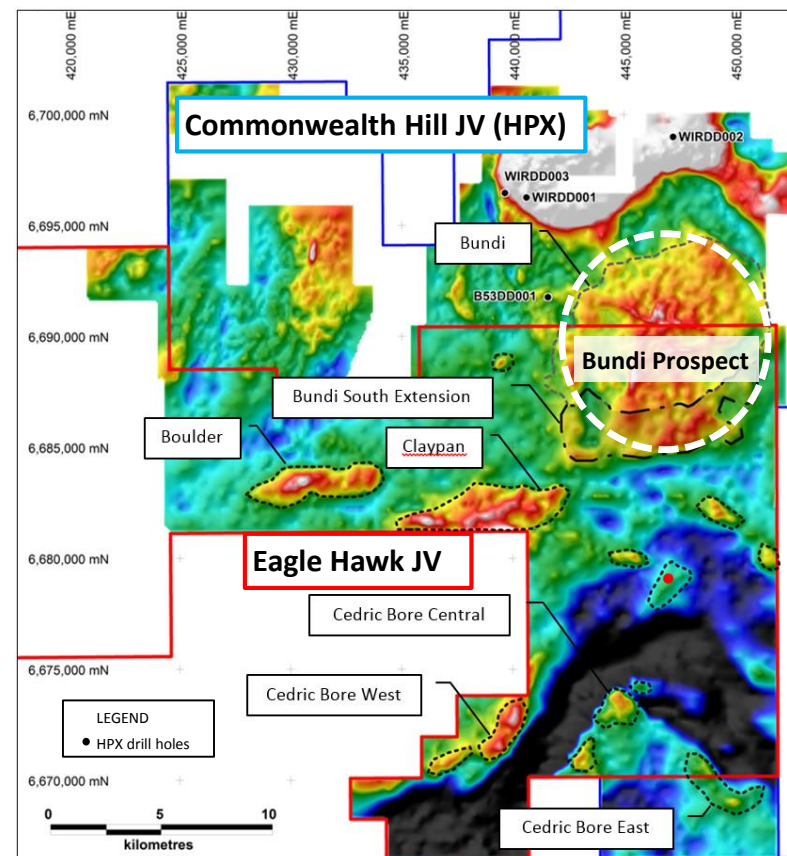 420,000 mE
425,000 mE
430,000 mE
435,000 mE
440,000 mE
445,000 mE
450,000 mE
6,700,000 mN
Commonwealth Hill JV (HPX)
WIRDD002
WIRDD003
WIRDD001
6,695,000 mN
Bundi
B53DD001
6,690,000 mN
Bundi Prospect
Bundi South Extension
6,685,000 mN
Boulder
Claypan
6,680,000 mN
Eagle Hawk JV
Cedric Bore Central
6,675,000 mN
Cedric Bore West
LEGEND
HPX drill holes
6,670,000 mN
0 5 10
kilometres
Cedric Bore East